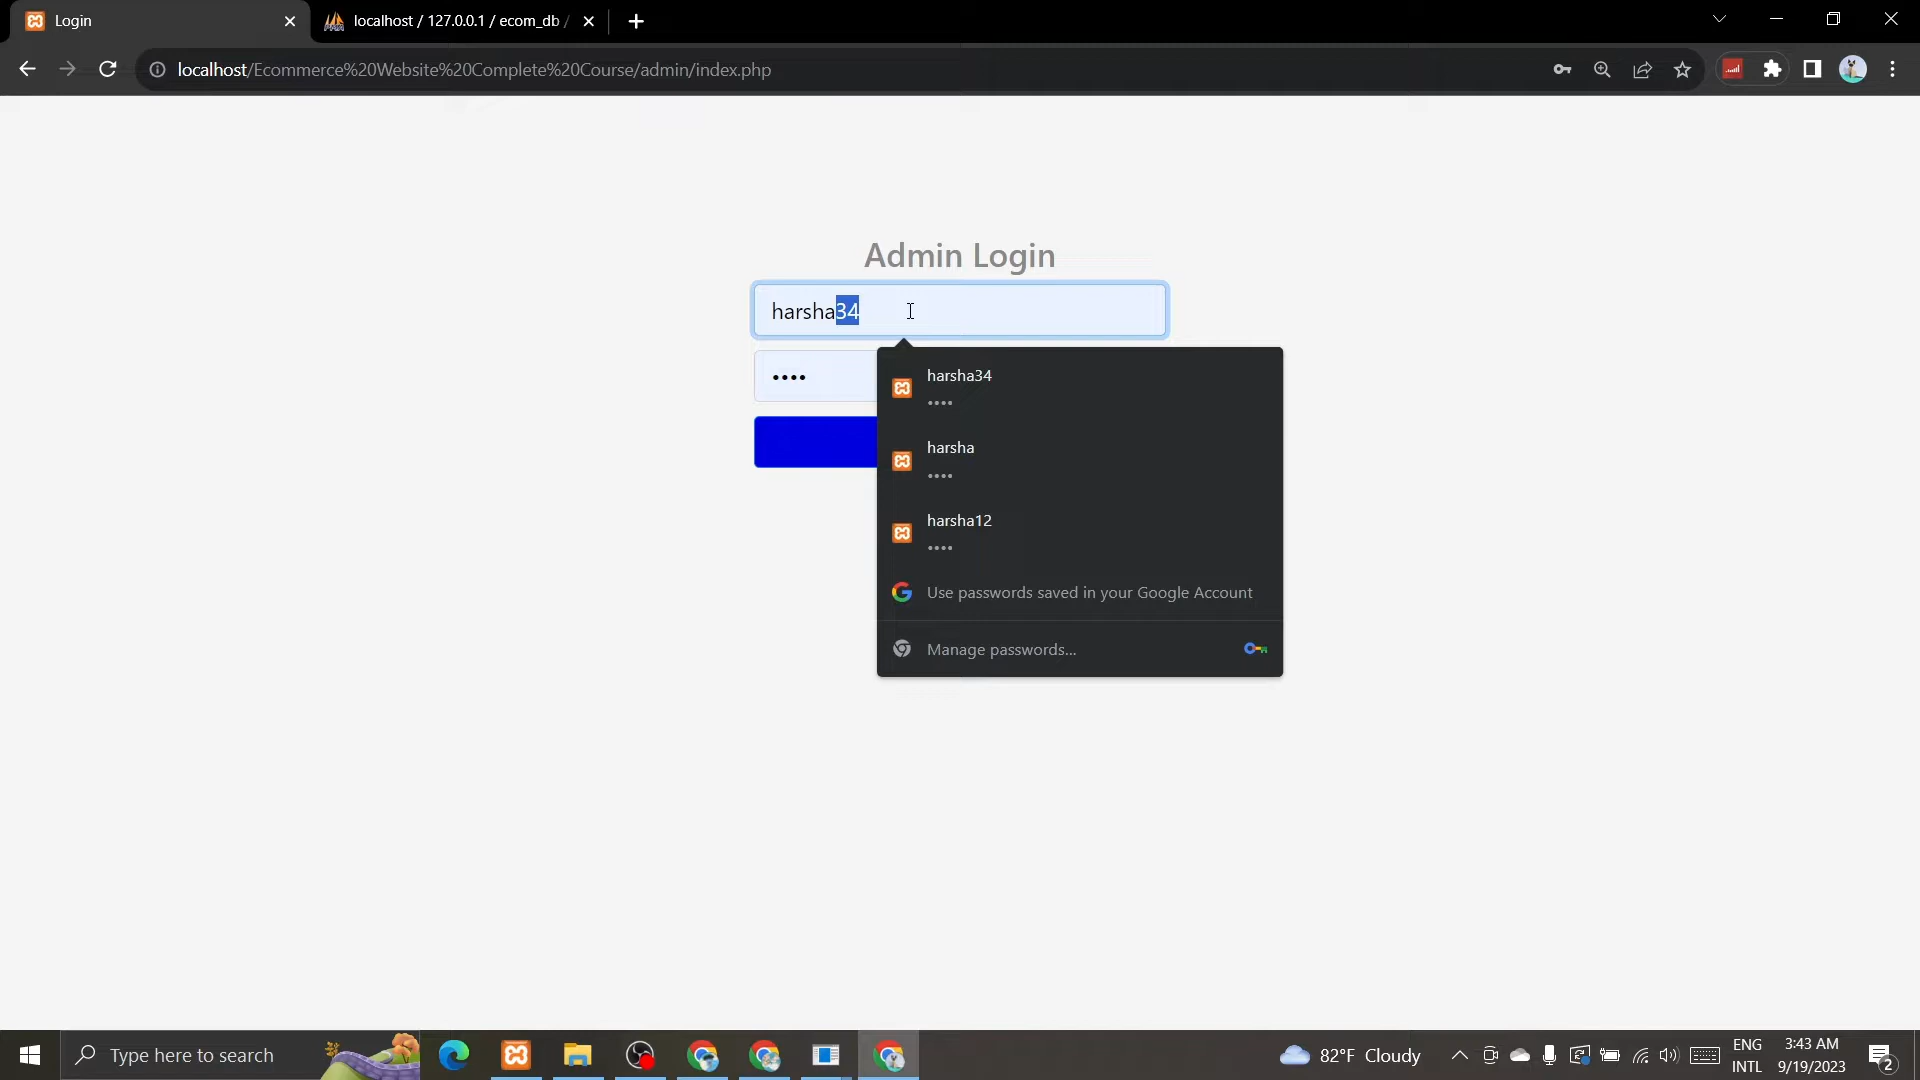 Login
localhost / 127.0.0.1 / ecom_db /
localhost/Ecommerce%20Website%20Complete%20Course/admin/index.php
Admin Login
harsha34
••••
harsha34
••••
harsha
••••
harsha12
••••
Use passwords saved in your Google Account
Manage passwords...
Type here to search
82°F Cloudy
ENG
INTL
3:43 AM
9/19/2023
2